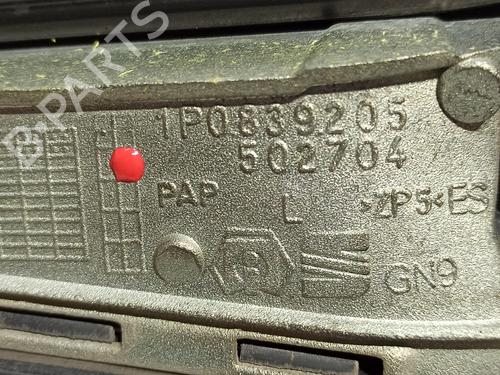 B-PARTS
1P0839205
502704
PAP L >ZP5< ES
GN9